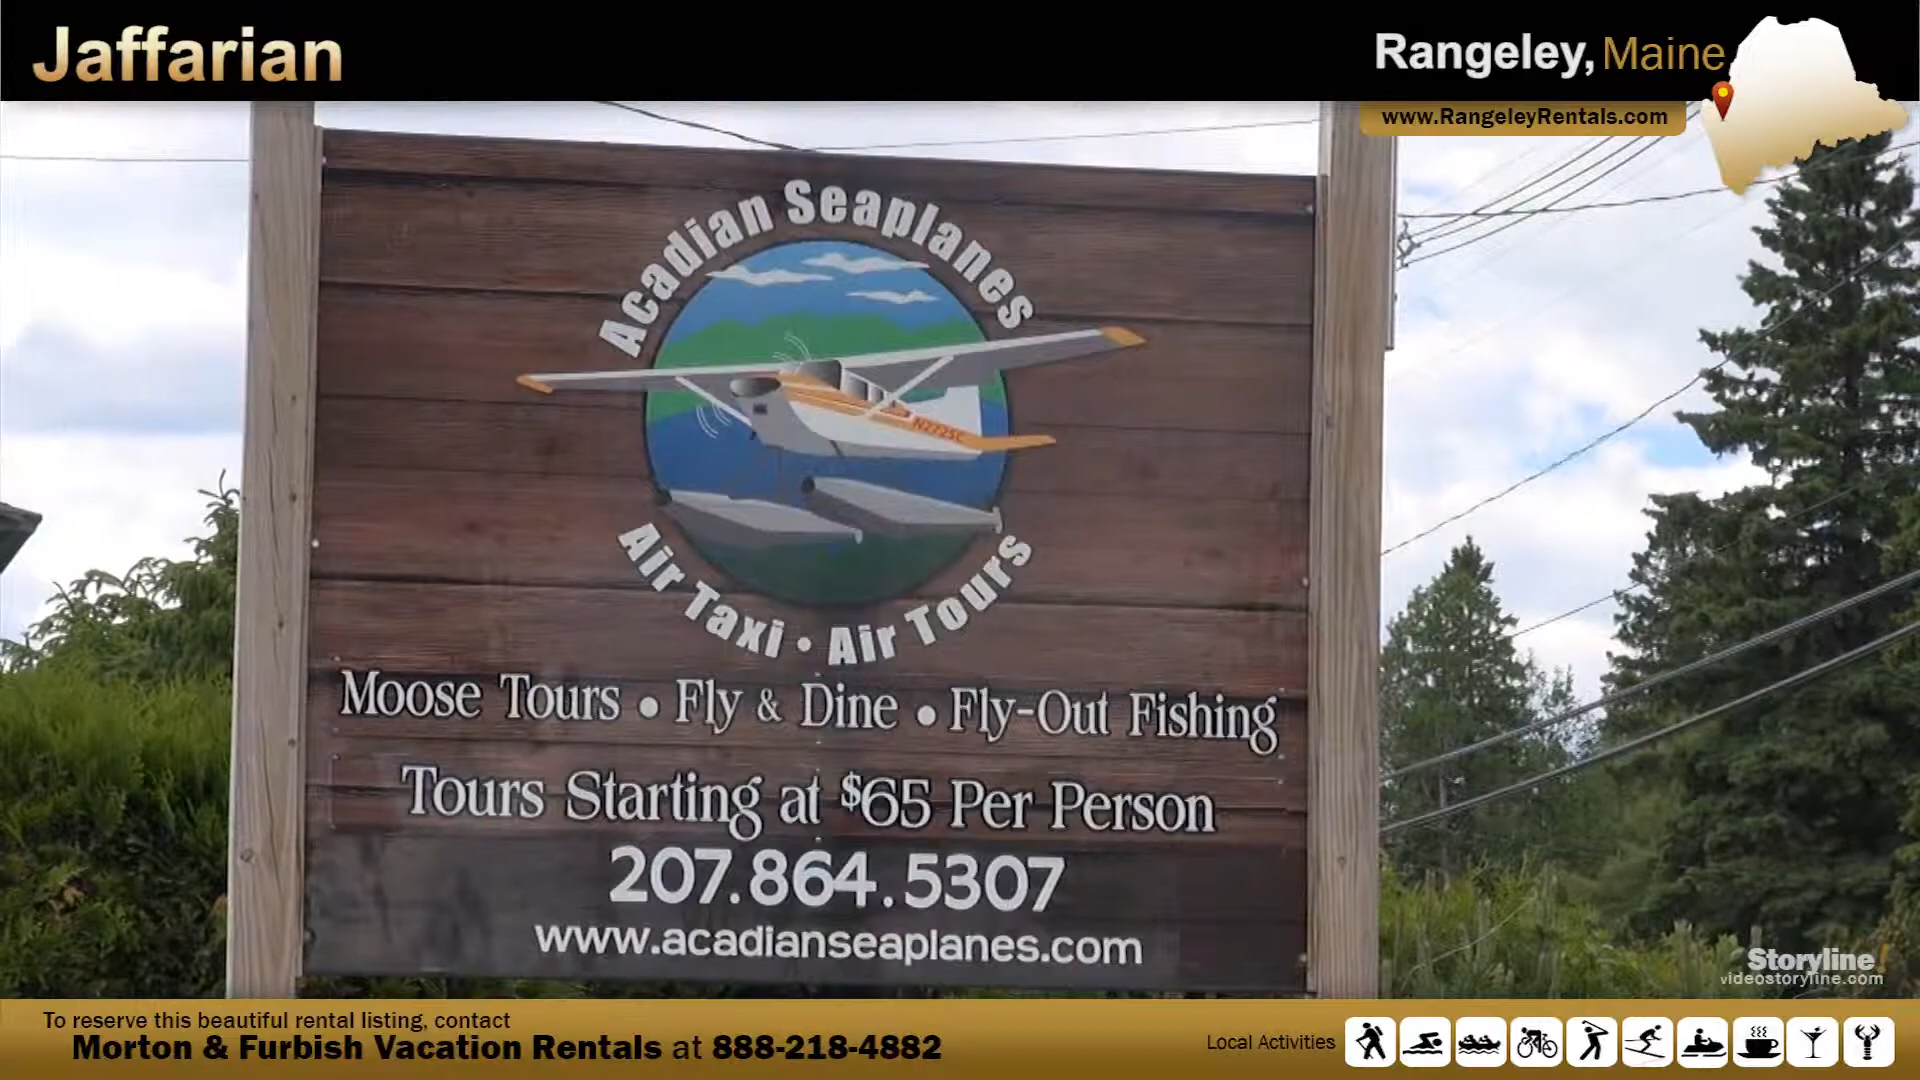 Jaffarian
Rangeley, Maine
www.RangeleyRentals.com
Acadian Seaplanes
N272SC
Air Taxi • Air Tours
Moose Tours • Fly & Dine • Fly-Out Fishing
Tours Starting at $65 Per Person
207.864.5307
www.acadianseaplanes.com
Storyline!
videostoryline.com
To reserve this beautiful rental listing, contact
Morton & Furbish Vacation Rentals at 888-218-4882
Local Activities